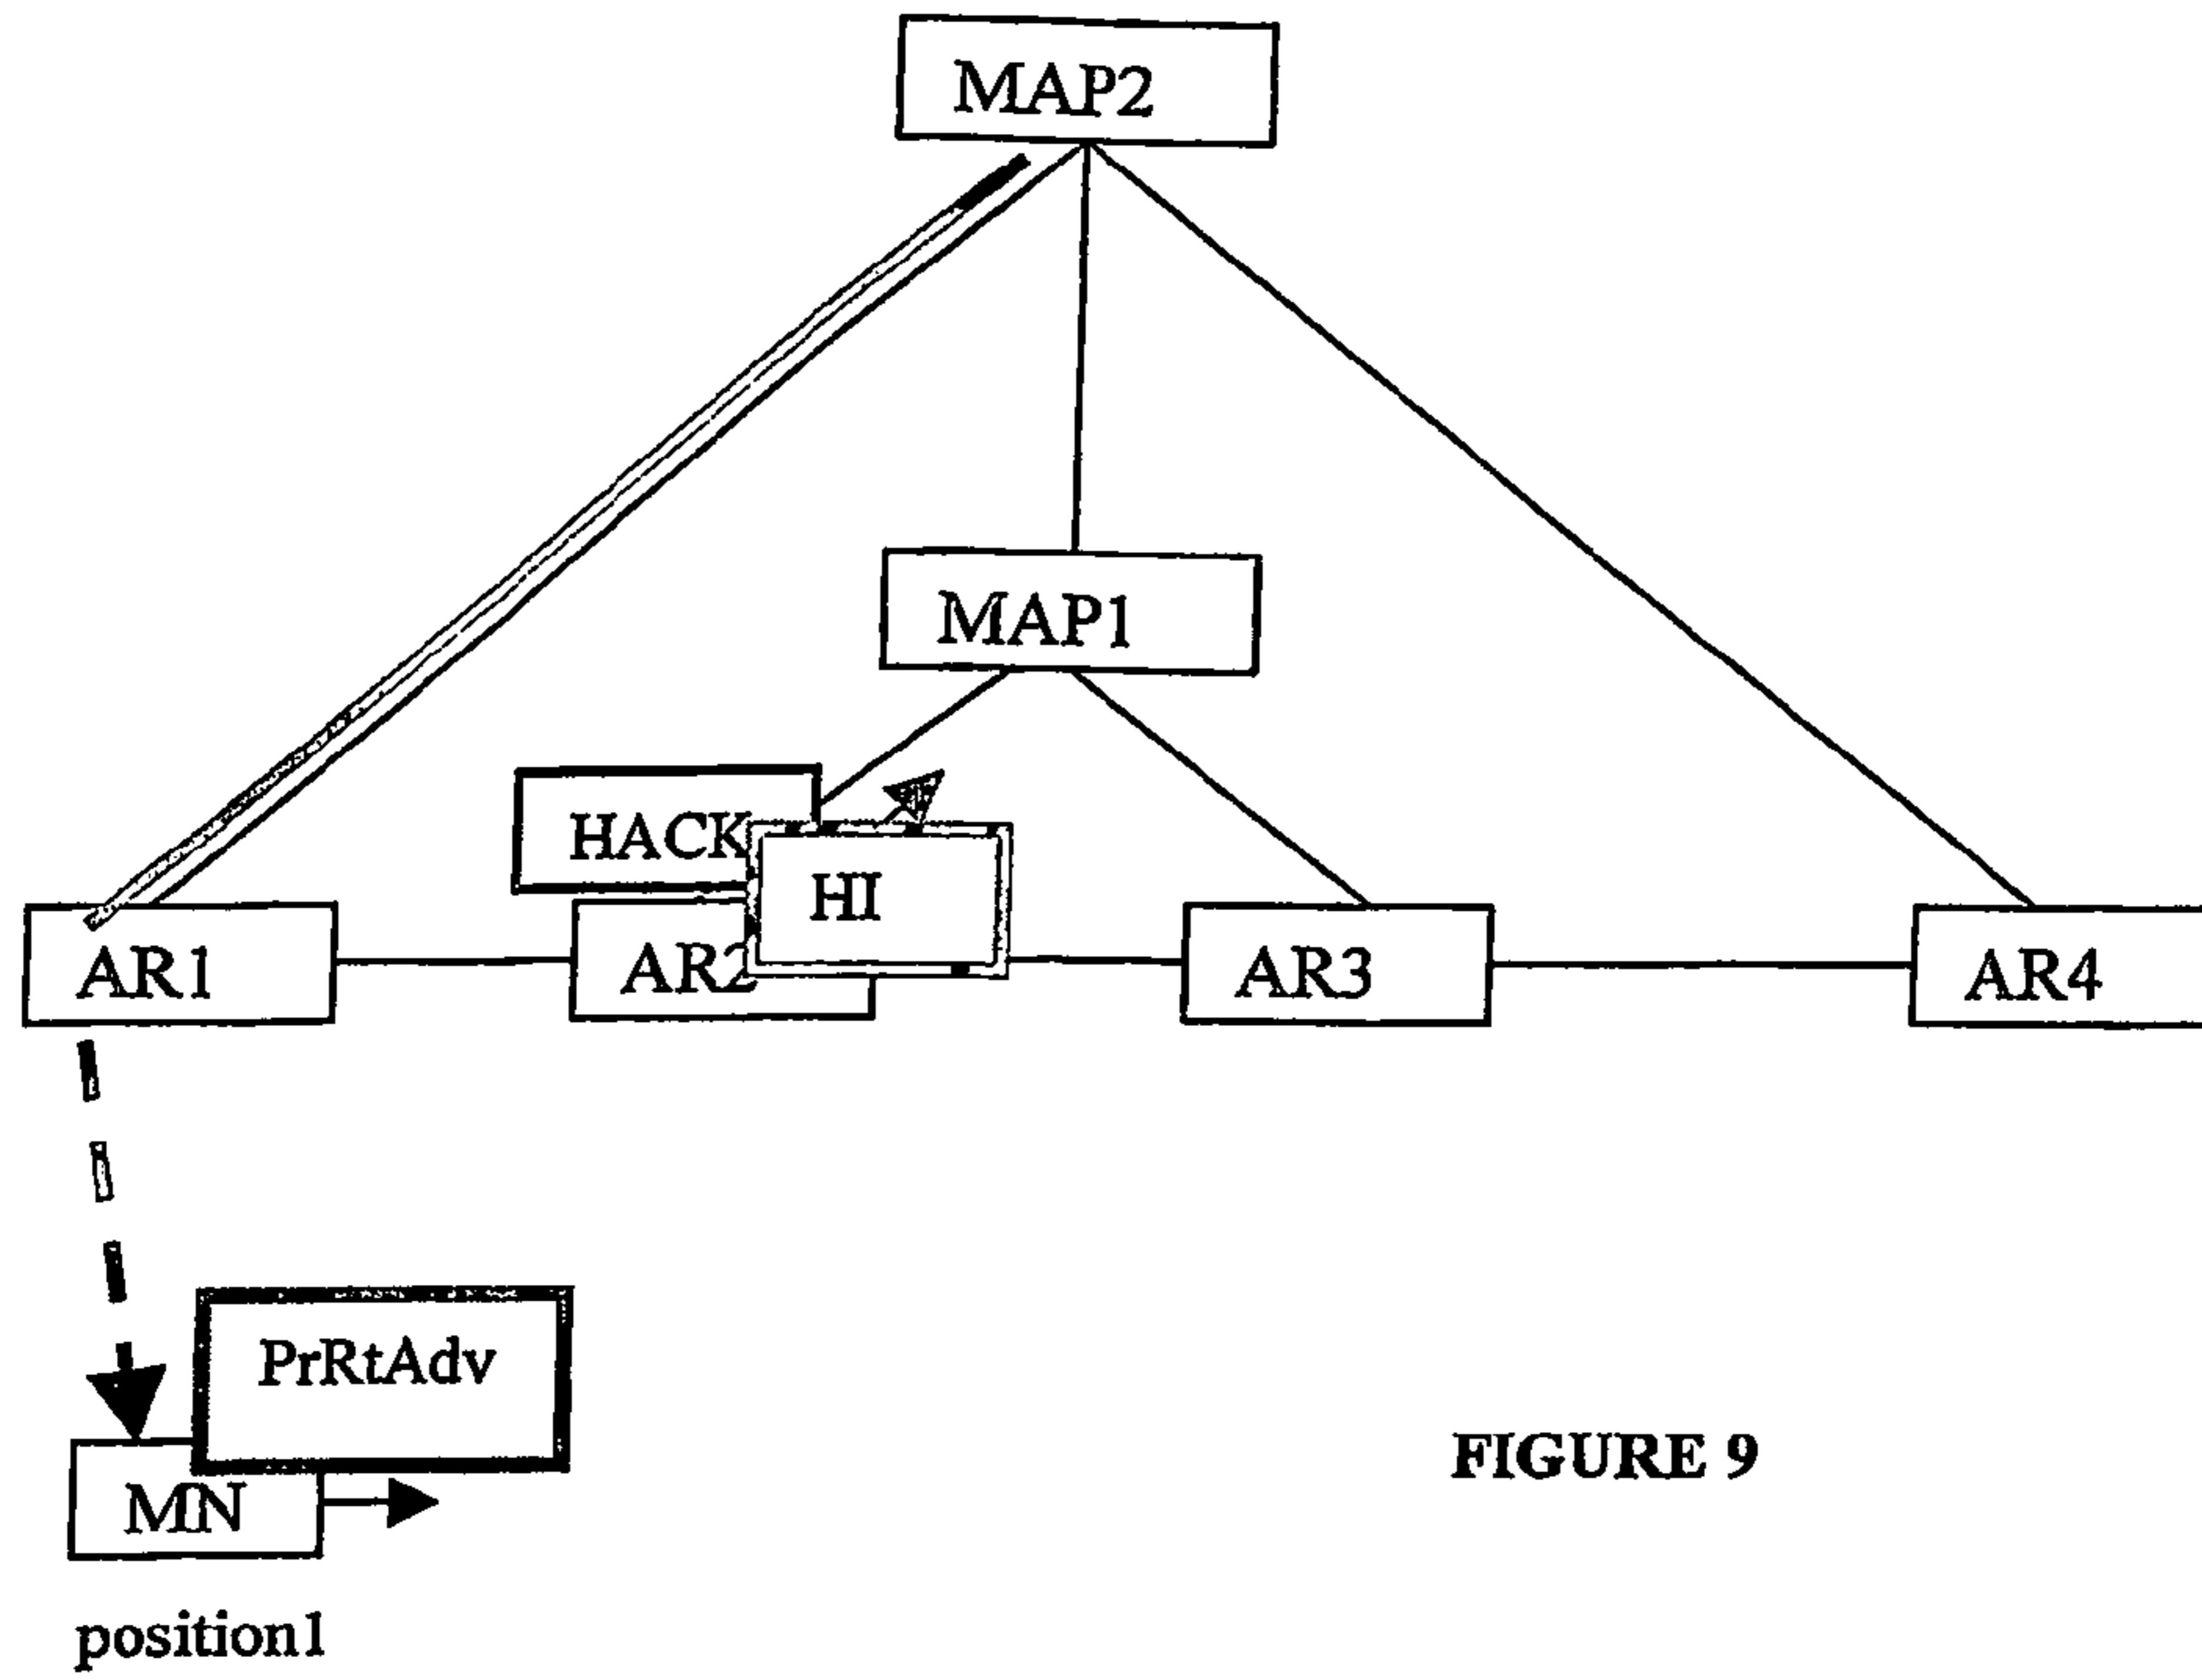 MAP2
MAP1
HACK
HI
AR1
AR2
AR3
AR4
PrRtAdv
MN
FIGURE 9
position1